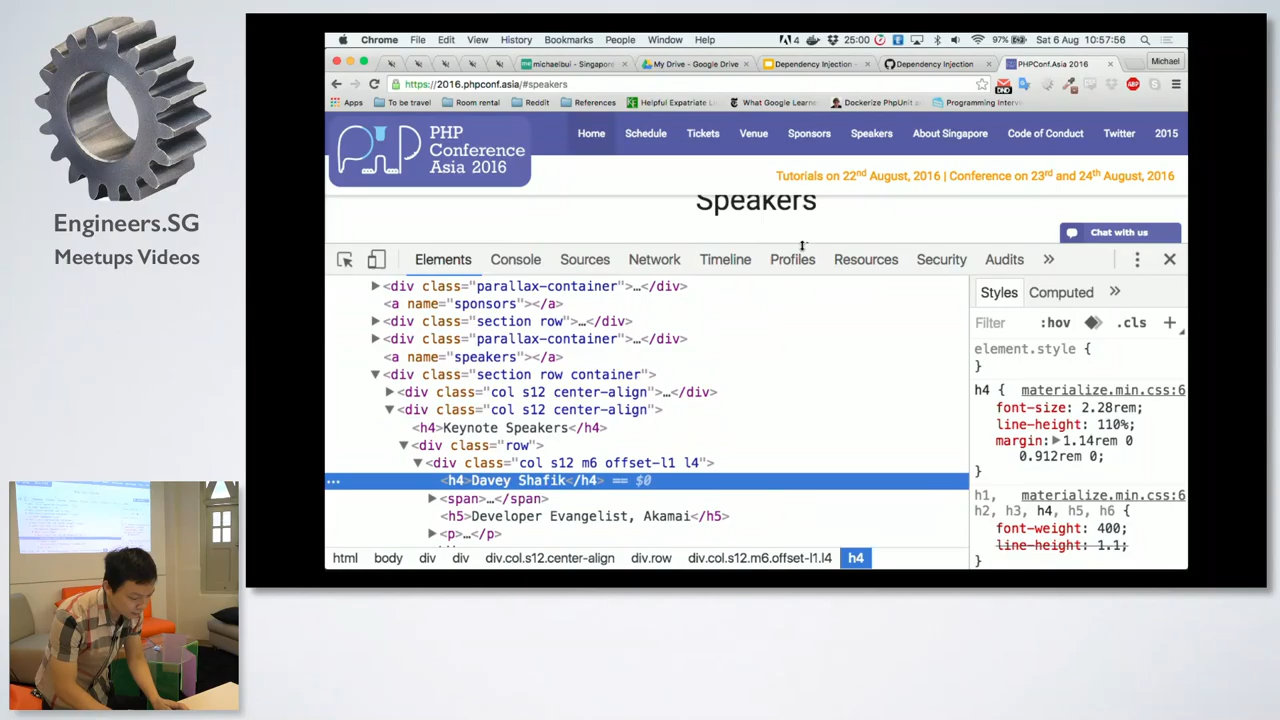 Engineers.SG
Meetups Videos
Chrome File Edit View History Bookmarks People Window Help
4 25:00 97% Sat 6 Aug 10:57:56
michaelbui - Singapore
My Drive - Google Drive
Dependency Injection
Dependency Injection
PHPConf.Asia 2016
Michael
https://2016.phpconf.asia/#speakers
DND
ABP
Apps To be travel Room rental Reddit References Helpful Expatriate L What Google Learn Dockerize PhpUnit a Programming Interv
PHP
Conference
Asia 2016
Home Schedule Tickets Venue Sponsors Speakers About Singapore Code of Conduct Twitter 2015
Tutorials on 22nd August, 2016 | Conference on 23rd and 24th August, 2016
Speakers
Chat with us
Elements Console Sources Network Timeline Profiles Resources Security Audits »
<div class="parallax-container">…</div>
<a name="sponsors"></a>
<div class="section row">…</div>
<div class="parallax-container">…</div>
<a name="speakers"></a>
<div class="section row container">
<div class="col s12 center-align">…</div>
<div class="col s12 center-align">
<h4>Keynote Speakers</h4>
<div class="row">
<div class="col s12 m6 offset-l1 l4">
… <h4>Davey Shafik</h4> == $0
<span>…</span>
<h5>Developer Evangelist, Akamai</h5>
<p>…</p>
html body div div div.col.s12.center-align div.row div.col.s12.m6.offset-l1.l4 h4
Styles Computed »
Filter :hov .cls +
element.style {
}
h4 { materialize.min.css:6
font-size: 2.28rem;
line-height: 110%;
margin: 1.14rem 0
0.912rem 0;
}
h1, materialize.min.css:6
h2, h3, h4, h5, h6 {
font-weight: 400;
line-height: 1.1;
}